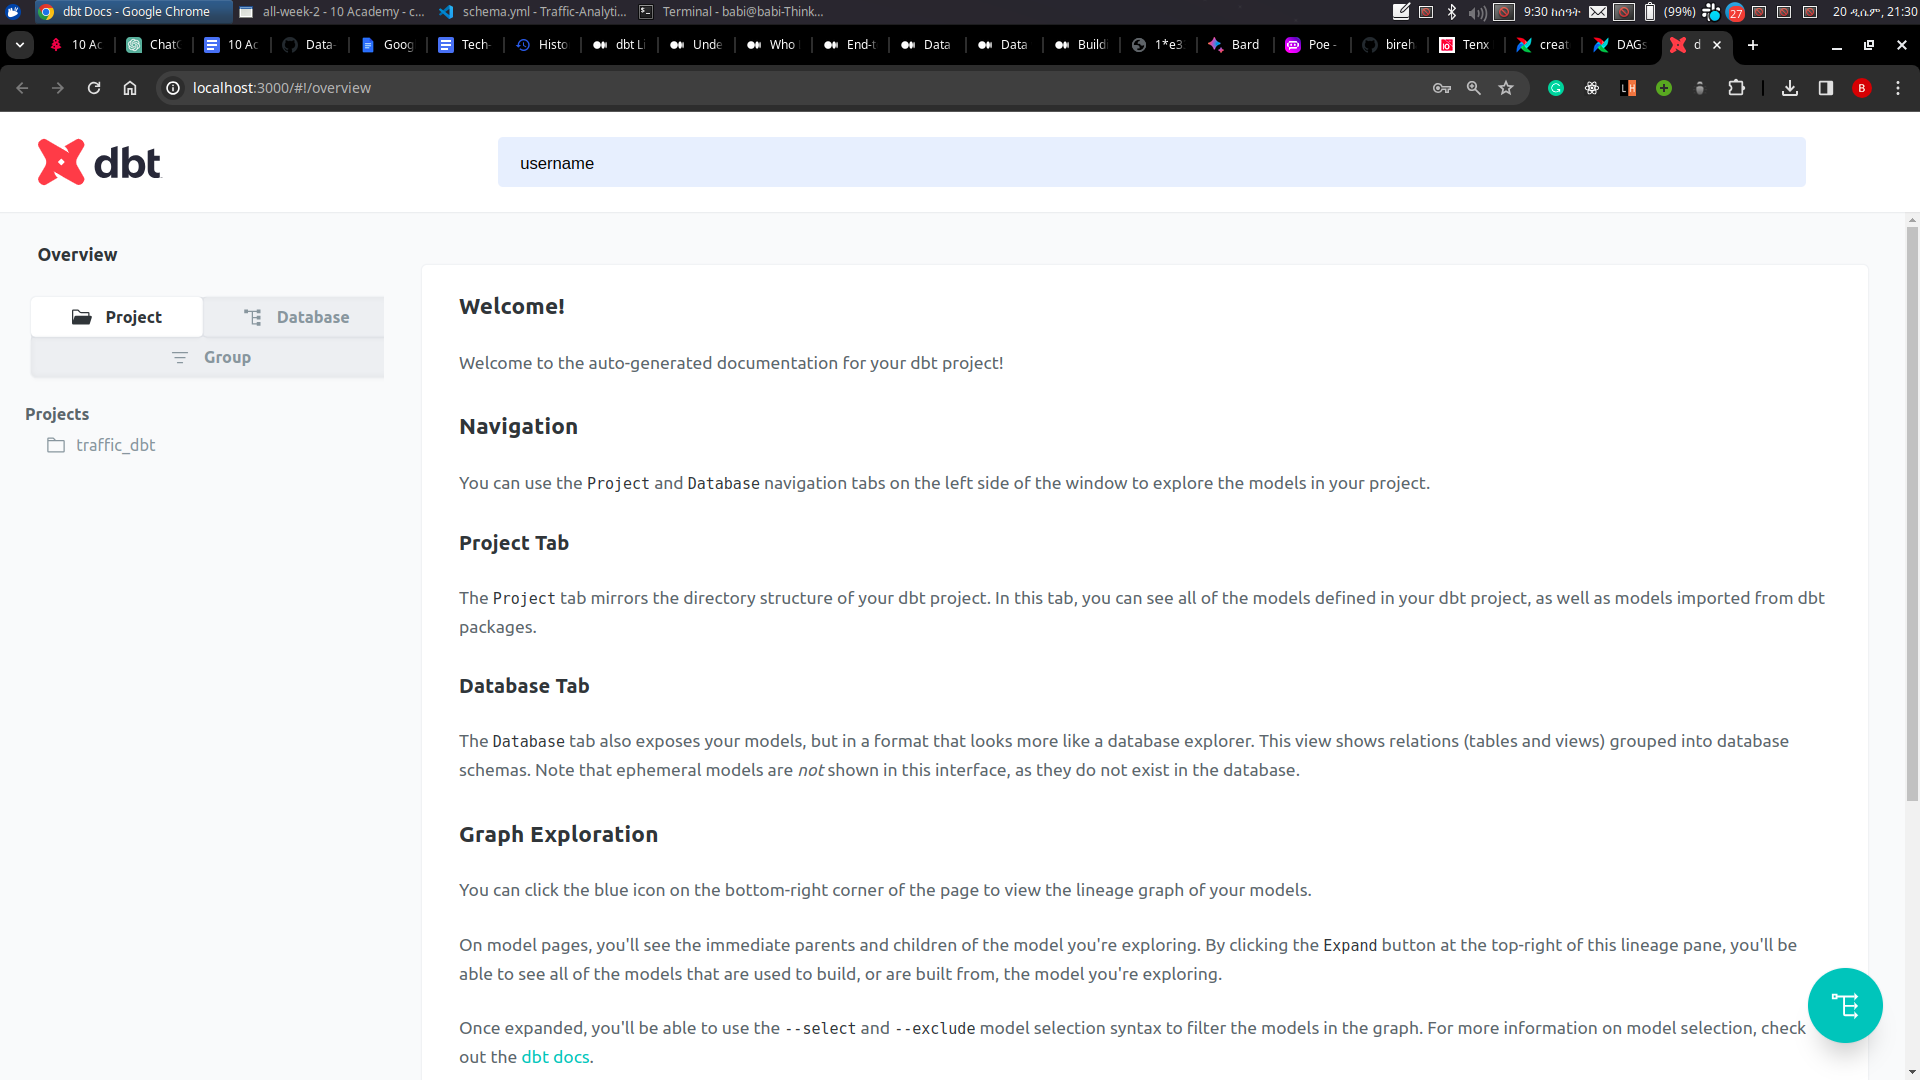 dbt Docs - Google Chrome
all-week-2 - 10 Academy - c...
schema.yml - Traffic-Analyti...
Terminal - babi@babi-Think...
9:30 ከሰዓት
(99%)
27
20 ዲሴም, 21:30
10 Ac
ChatG
10 Ac
Data-
Goog
Tech-
Histo
dbt Li
Unde
Who
End-t
Data
Data
Buildi
1*e3
Bard
Poe -
bireh
Tenx
creat
DAGs
d
localhost:3000/#!/overview
B
dbt
username
Overview
Project
Database
Group
Projects
traffic_dbt
Welcome!
Welcome to the auto-generated documentation for your dbt project!
Navigation
You can use the Project and Database navigation tabs on the left side of the window to explore the models in your project.
Project Tab
The Project tab mirrors the directory structure of your dbt project. In this tab, you can see all of the models defined in your dbt project, as well as models imported from dbt
packages.
Database Tab
The Database tab also exposes your models, but in a format that looks more like a database explorer. This view shows relations (tables and views) grouped into database
schemas. Note that ephemeral models are not shown in this interface, as they do not exist in the database.
Graph Exploration
You can click the blue icon on the bottom-right corner of the page to view the lineage graph of your models.
On model pages, you'll see the immediate parents and children of the model you're exploring. By clicking the Expand button at the top-right of this lineage pane, you'll be
able to see all of the models that are used to build, or are built from, the model you're exploring.
Once expanded, you'll be able to use the --select and --exclude model selection syntax to filter the models in the graph. For more information on model selection, check
out the dbt docs.